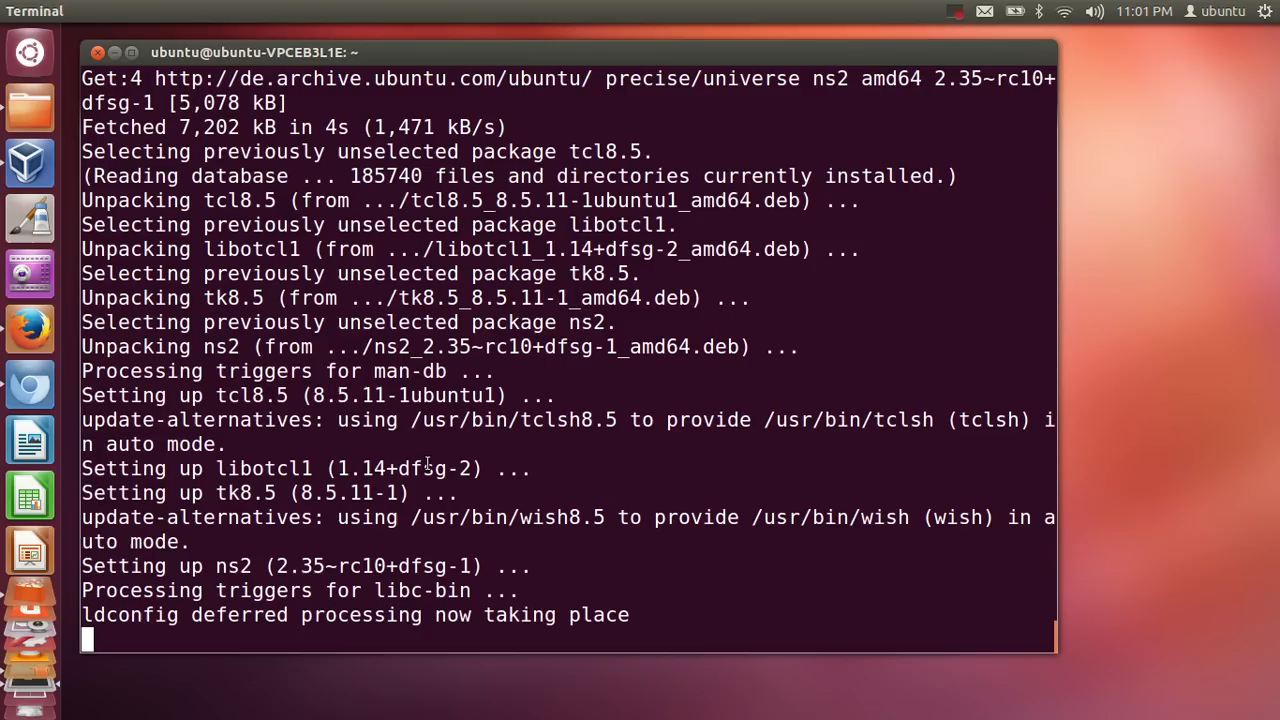 Terminal
11:01 PM
ubuntu
ubuntu@ubuntu-VPCEB3L1E: ~
Get:4 http://de.archive.ubuntu.com/ubuntu/ precise/universe ns2 amd64 2.35~rc10+
dfsg-1 [5,078 kB]
Fetched 7,202 kB in 4s (1,471 kB/s)
Selecting previously unselected package tcl8.5.
(Reading database ... 185740 files and directories currently installed.)
Unpacking tcl8.5 (from .../tcl8.5_8.5.11-1ubuntu1_amd64.deb) ...
Selecting previously unselected package libotcl1.
Unpacking libotcl1 (from .../libotcl1_1.14+dfsg-2_amd64.deb) ...
Selecting previously unselected package tk8.5.
Unpacking tk8.5 (from .../tk8.5_8.5.11-1_amd64.deb) ...
Selecting previously unselected package ns2.
Unpacking ns2 (from .../ns2_2.35~rc10+dfsg-1_amd64.deb) ...
Processing triggers for man-db ...
Setting up tcl8.5 (8.5.11-1ubuntu1) ...
update-alternatives: using /usr/bin/tclsh8.5 to provide /usr/bin/tclsh (tclsh) i
n auto mode.
Setting up libotcl1 (1.14+dfsg-2) ...
Setting up tk8.5 (8.5.11-1) ...
update-alternatives: using /usr/bin/wish8.5 to provide /usr/bin/wish (wish) in a
uto mode.
Setting up ns2 (2.35~rc10+dfsg-1) ...
Processing triggers for libc-bin ...
ldconfig deferred processing now taking place